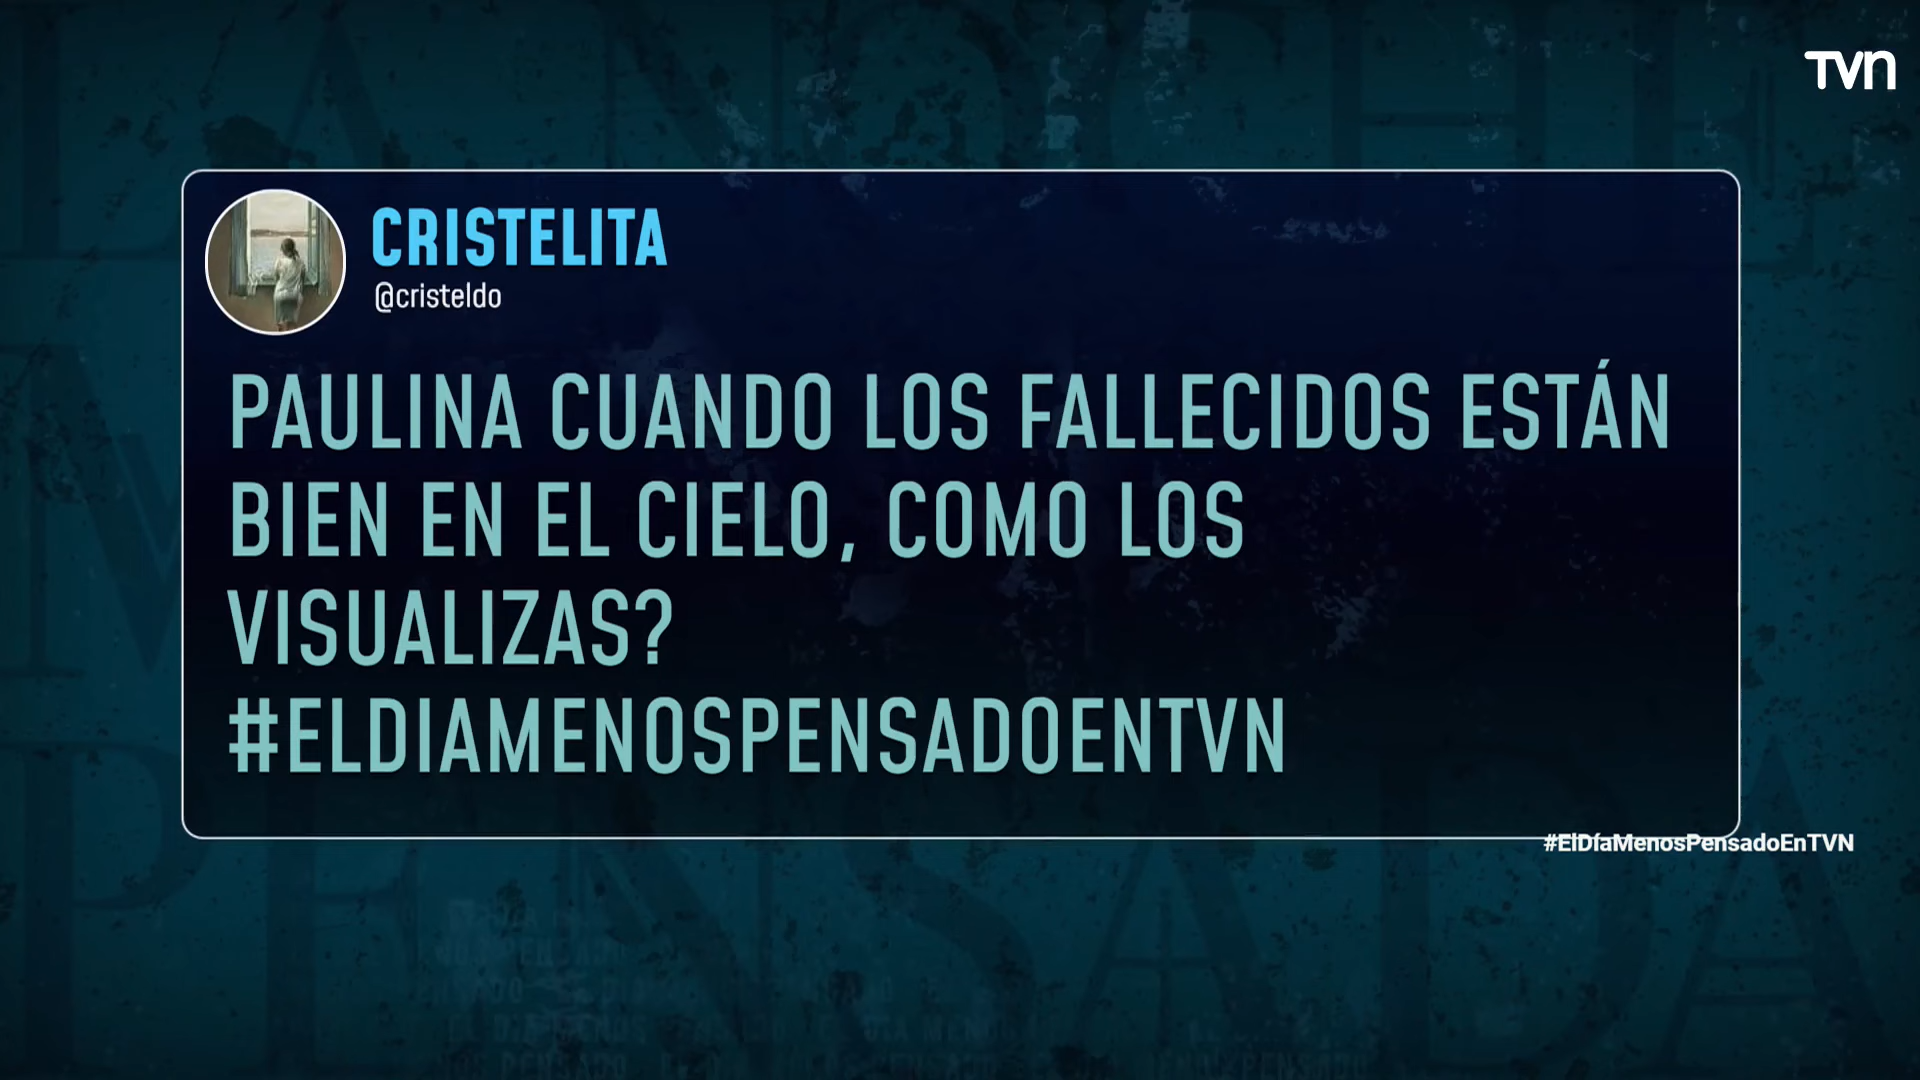 TVN
CRISTELITA
@cristeldo
PAULINA CUANDO LOS FALLECIDOS ESTÁN
BIEN EN EL CIELO, COMO LOS
VISUALIZAS?
#ELDIAMENOSPENSADOENTVN
#ElDíaMenosPensadoEnTVN